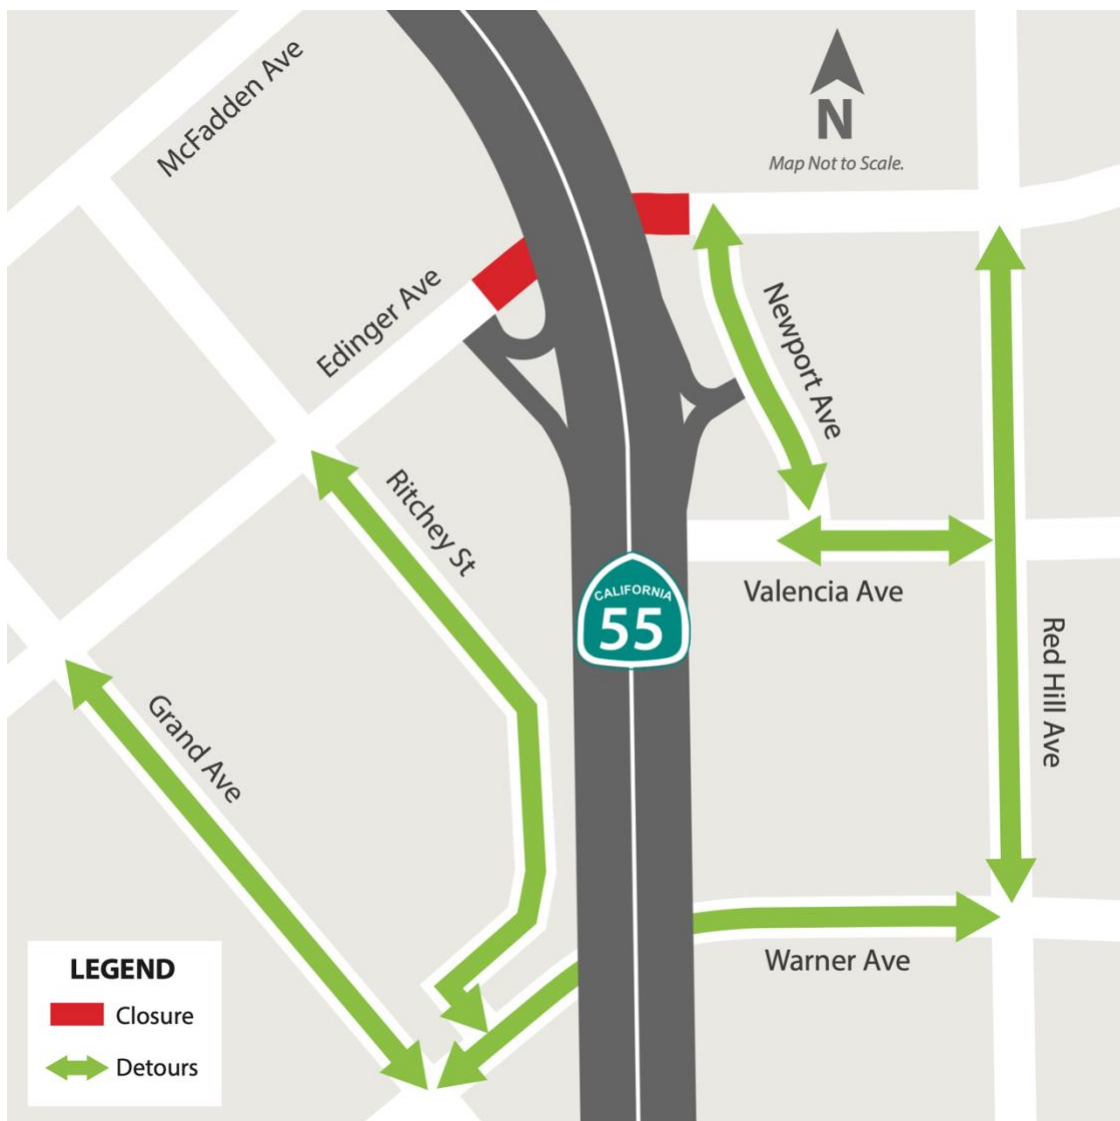 McFadden Ave
N
Map Not to Scale.
Edinger Ave
Newport Ave
Ritchey St
CALIFORNIA
55
Valencia Ave
Red Hill Ave
Grand Ave
Warner Ave
LEGEND
Closure
Detours